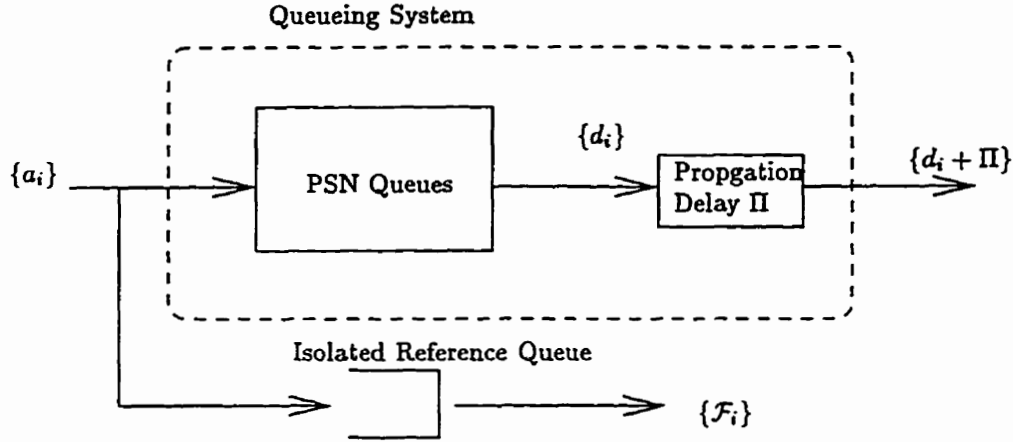 Queueing System
{a_i}
PSN Queues
{d_i}
Propgation
Delay Π
{d_i + Π}
Isolated Reference Queue
{ℱ_i}